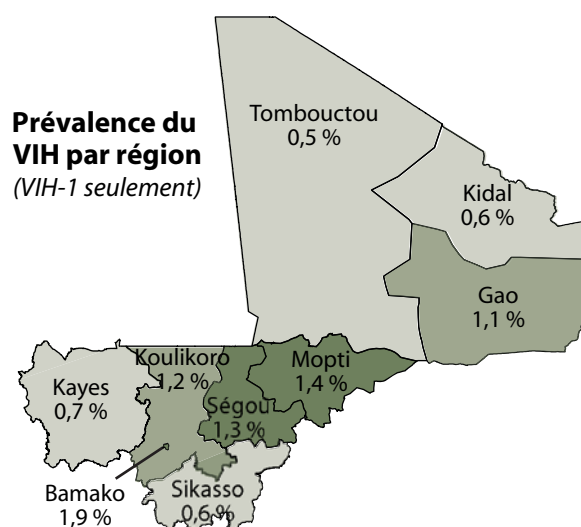 Prévalence du
VIH par région
(VIH-1 seulement)
Tombouctou
0,5 %
Kidal
0,6 %
Gao
1,1 %
Koulikoro
1,2 %
Mopti
1,4 %
Kayes
0,7 %
Ségou
1,3 %
Bamako
1,9 %
Sikasso
0,6 %